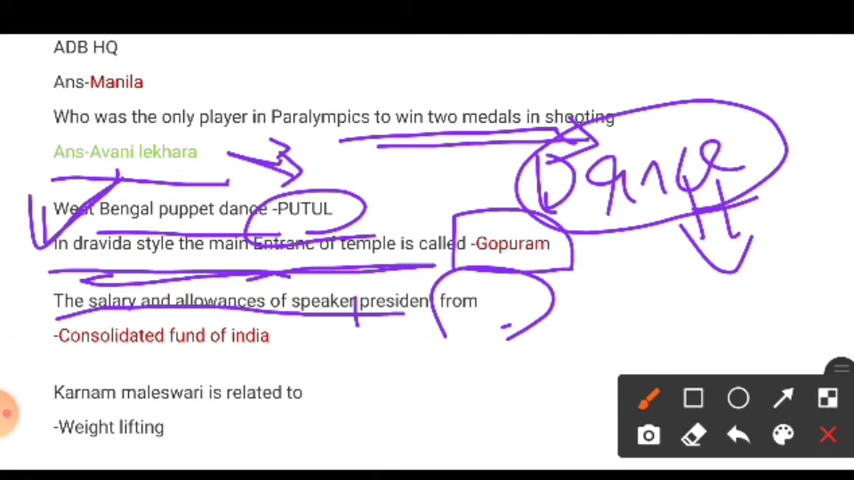 ADB HQ
Ans-Manila
Who was the only player in Paralympics to win two medals in shooting
Ans-Avani lekhara
Dance
West Bengal puppet dance -PUTUL
In dravida style the main Entranc of temple is called -Gopuram
The salary and allowances of speaker,president from
-Consolidated fund of india
Karnam maleswari is related to
-Weight lifting